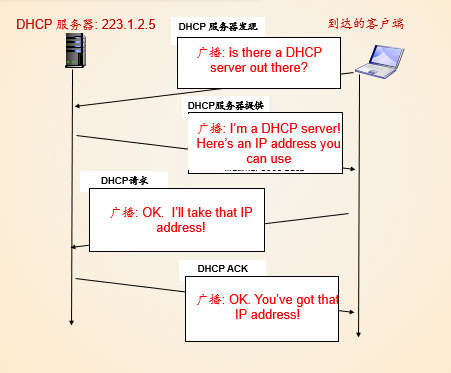 DHCP 服务器: 223.1.2.5
DHCP 服务器发现
到达的客户端
广播: is there a DHCP
server out there?
DHCP服务器提供
广播: I'm a DHCP server!
Here's an IP address you
can use
DHCP请求
广播: OK.  I'll take that IP
address!
DHCP ACK
广播: OK. You've got that
IP address!